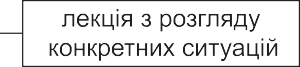 лекція з розгляду
конкретних ситуацій